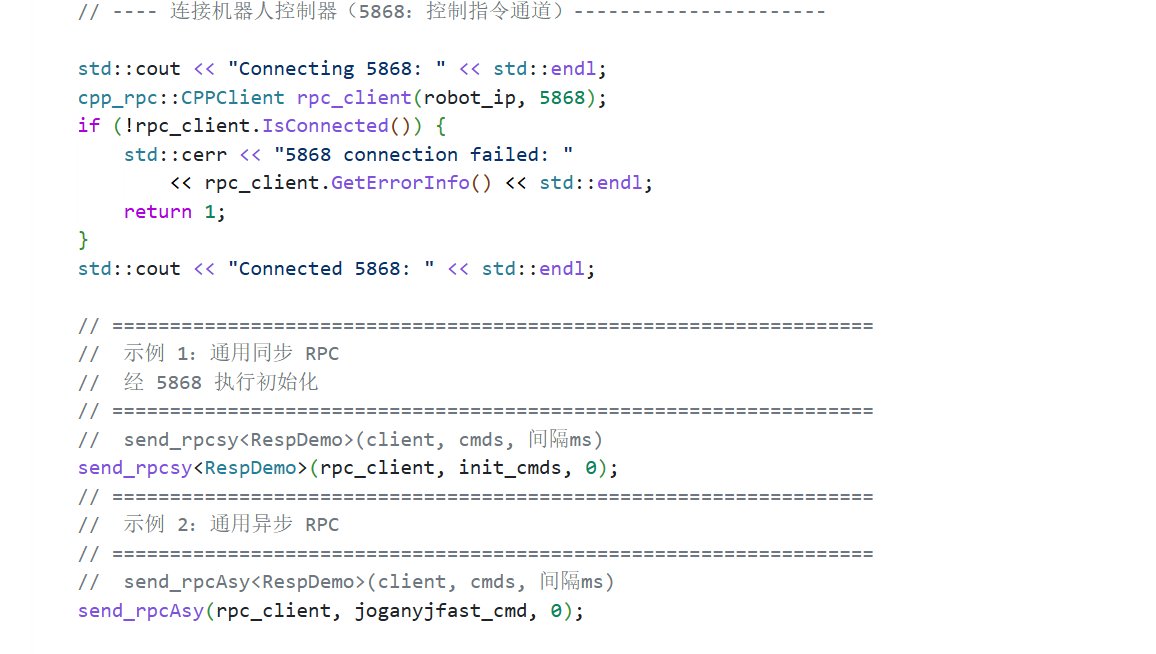 // ---- 连接机器人控制器（5868：控制指令通道）----------------------
std::cout << "Connecting 5868: " << std::endl;
cpp_rpc::CPPClient rpc_client(robot_ip, 5868);
if (!rpc_client.IsConnected()) {
    std::cerr << "5868 connection failed: "
        << rpc_client.GetErrorInfo() << std::endl;
    return 1;
}
std::cout << "Connected 5868: " << std::endl;
// ==================================================================
//  示例 1：通用同步 RPC
//  经 5868 执行初始化
// ==================================================================
//  send_rpcsy<RespDemo>(client, cmds, 间隔ms)
send_rpcsy<RespDemo>(rpc_client, init_cmds, 0);
// ==================================================================
//  示例 2：通用异步 RPC
// ==================================================================
//  send_rpcAsy<RespDemo>(client, cmds, 间隔ms)
send_rpcAsy(rpc_client, joganyjfast_cmd, 0);